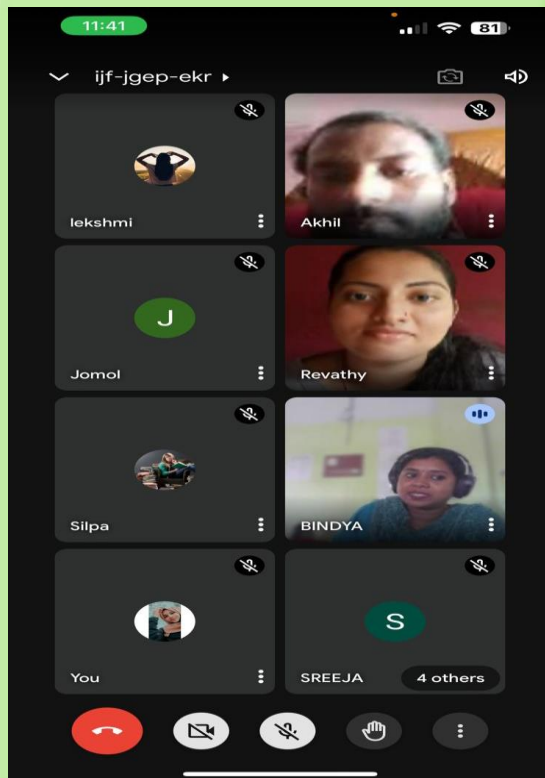 11:41
81
ijf-jgep-ekr
lekshmi
Akhil
J
Jomol
Revathy
Silpa
BINDYA
You
S
SREEJA
4 others